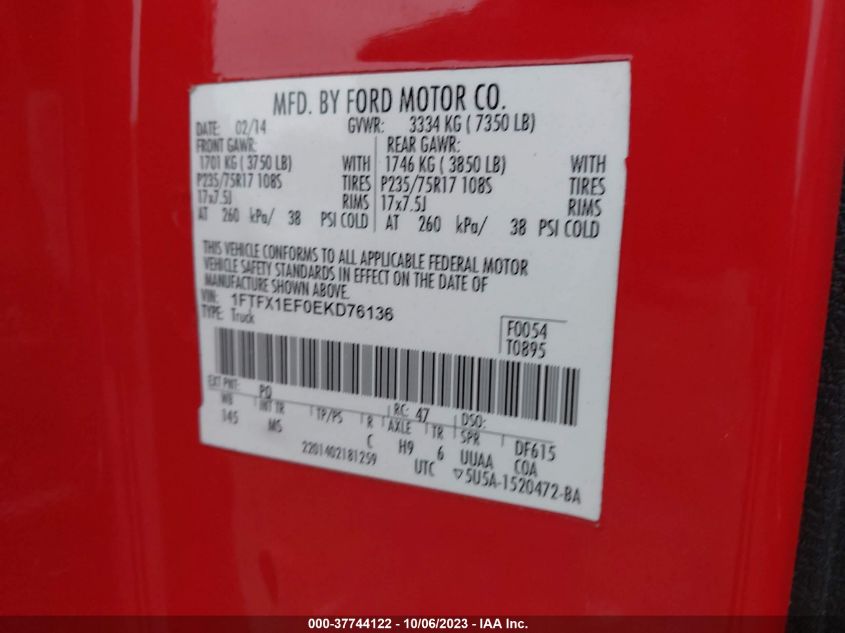 MFD. BY FORD MOTOR CO.
DATE: 02/14 GVWR: 3334 KG ( 7350 LB)
FRONT GAWR: REAR GAWR:
1701 KG ( 3750 LB) WITH 1746 KG ( 3850 LB) WITH
P235/75R17 108S TIRES P235/75R17 108S TIRES
17x7.5J RIMS 17x7.5J RIMS
AT 260 kPa/ 38 PSI COLD AT 260 kPa/ 38 PSI COLD
THIS VEHICLE CONFORMS TO ALL APPLICABLE FEDERAL MOTOR
VEHICLE SAFETY STANDARDS IN EFFECT ON THE DATE OF
MANUFACTURE SHOWN ABOVE.
VIN: 1FTFX1EF0EKD76136
TYPE: Truck
F0054
T0895
EXT PNT: PQ RC: 47 DSO:
WB INT TR TP/PS R AXLE TR SPR DF615
145 MS C H9 6 UUAA COA
2201402181259 UTC ▽5U5A-1520472-BA
000-37744122 - 10/06/2023 - IAA Inc.